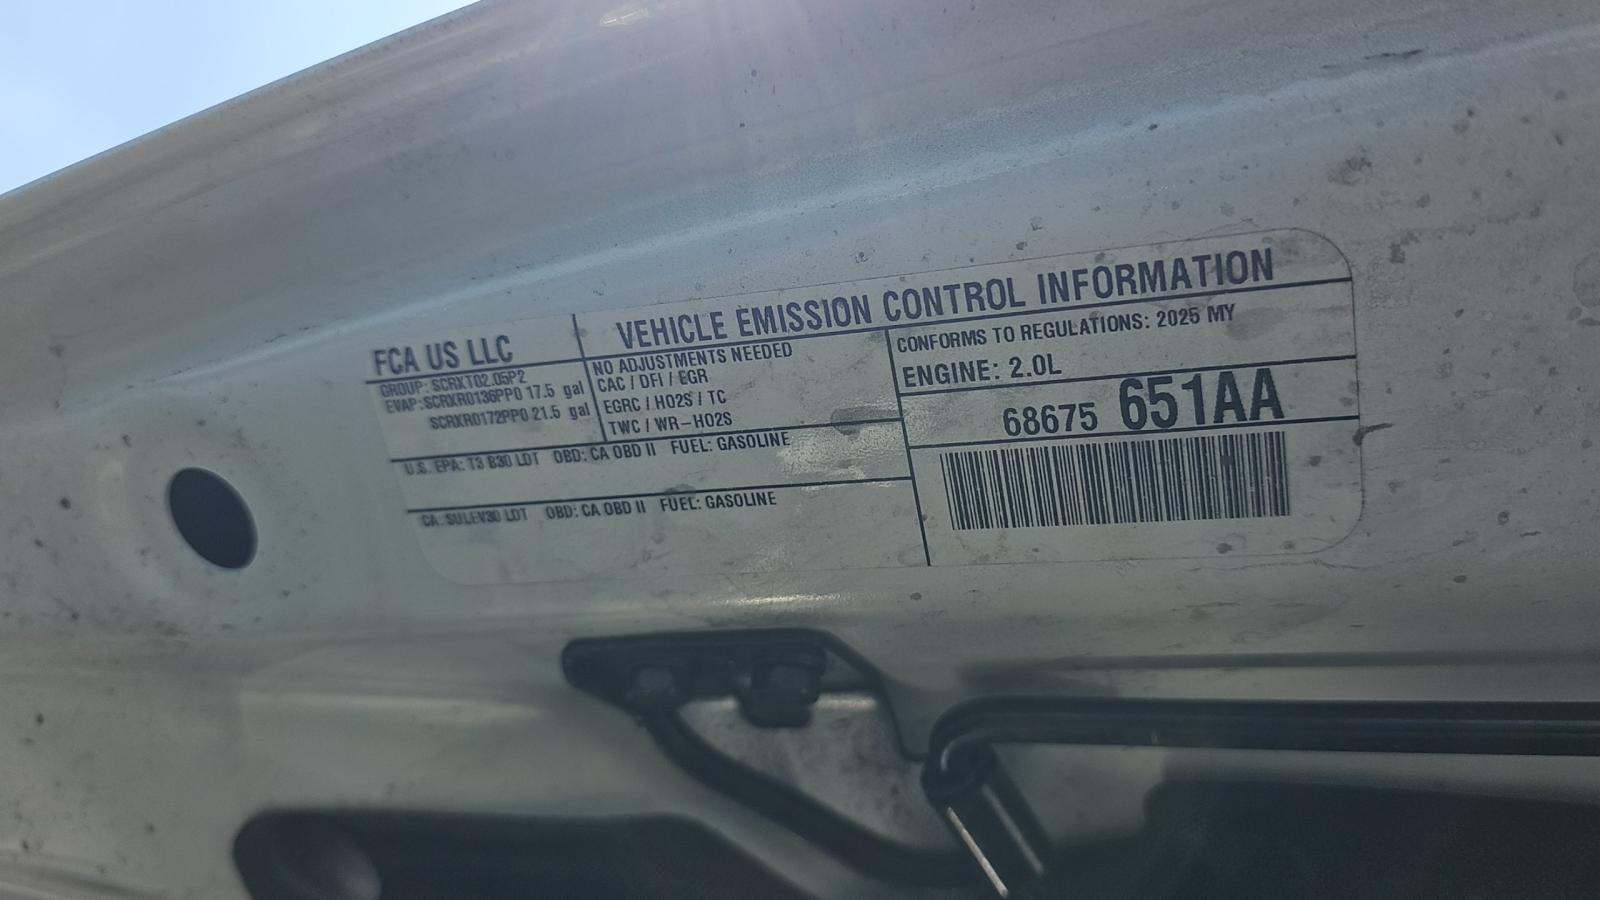 FCA US LLC
VEHICLE EMISSION CONTROL INFORMATION
GROUP: SCRXT02.05P2
EVAP: SCRXR0136PP0 17.5 gal
SCRXR0172PP0 21.5 gal
NO ADJUSTMENTS NEEDED
CAC / DFI / EGR
EGRC / HO2S / TC
TWC / WR-HO2S
U.S. EPA: T3 B30 LDT OBD: CA OBD II FUEL: GASOLINE
CA: SULEV30 LDT OBD: CA OBD II FUEL: GASOLINE
CONFORMS TO REGULATIONS: 2025 MY
ENGINE: 2.0L
68675 651AA